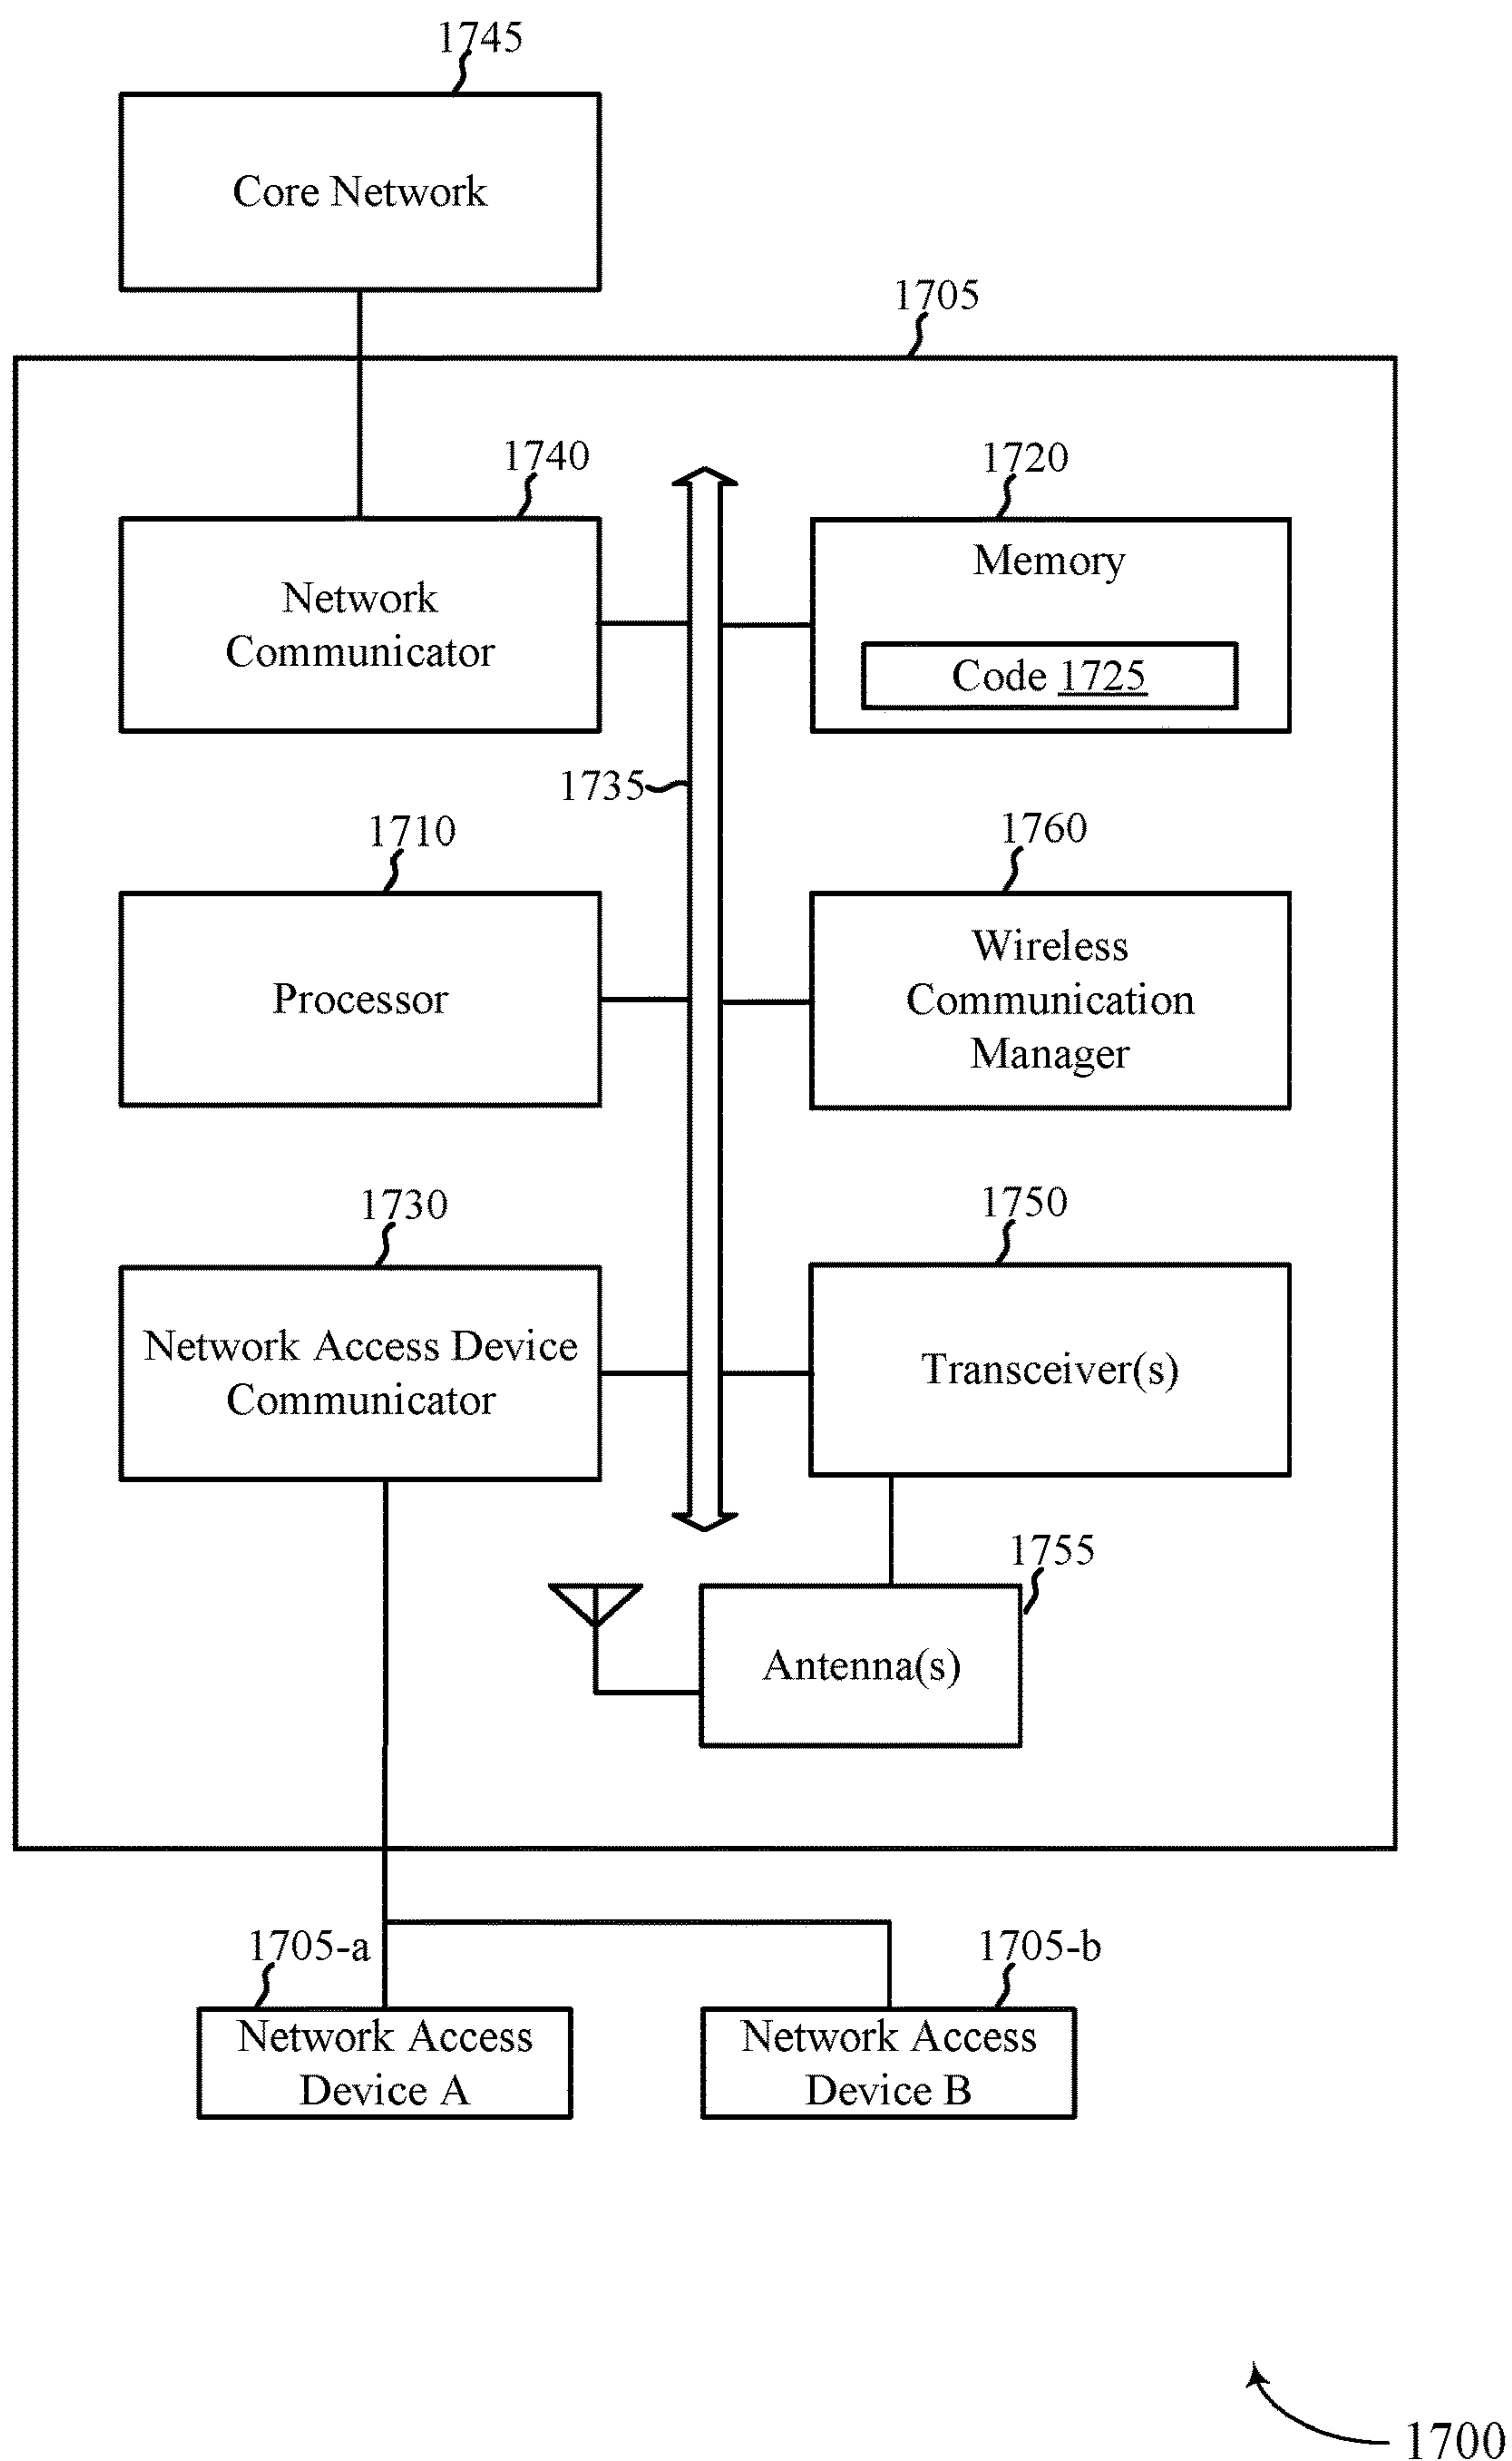 1745
Core Network
1705
1740
1720
Network
Communicator
Memory
Code 1725
1735
1710
1760
Processor
Wireless
Communication
Manager
1730
1750
Network Access Device
Communicator
Transceiver(s)
1755
Antenna(s)
1705-a
1705-b
Network Access
Device A
Network Access
Device B
1700